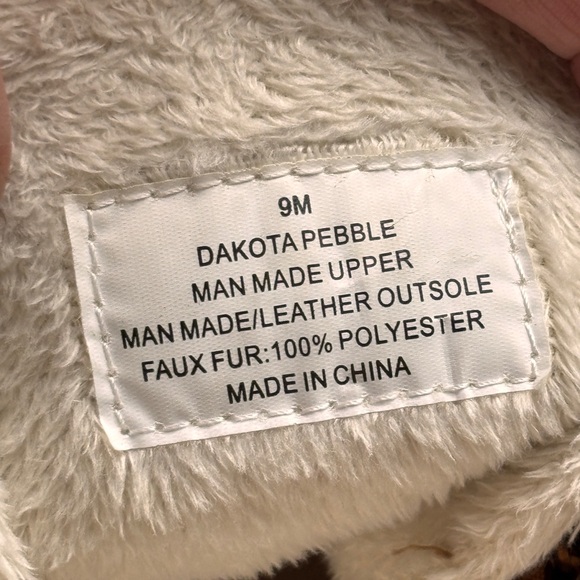 9M
DAKOTA PEBBLE
MAN MADE UPPER
MAN MADE/LEATHER OUTSOLE
FAUX FUR:100% POLYESTER
MADE IN CHINA